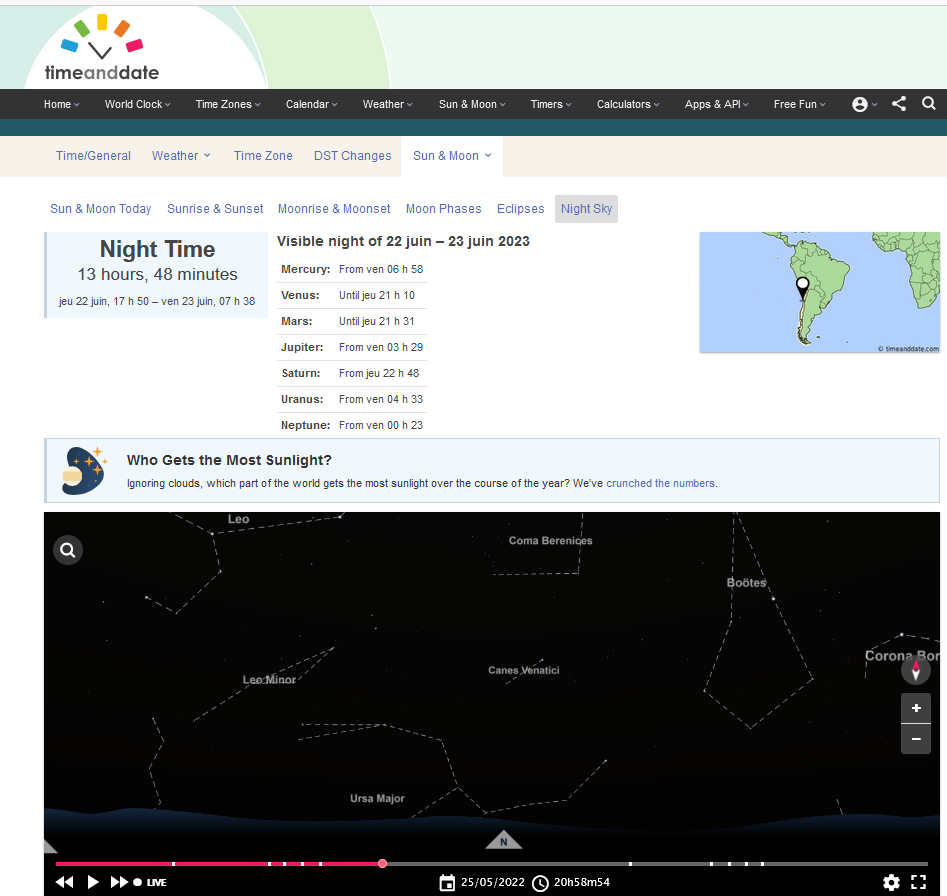 timeanddate
Home World Clock Time Zones Calendar Weather Sun & Moon Timers Calculators Apps & API Free Fun
Time/General Weather Time Zone DST Changes Sun & Moon
Sun & Moon Today Sunrise & Sunset Moonrise & Moonset Moon Phases Eclipses Night Sky
Night Time
13 hours, 48 minutes
jeu 22 juin, 17 h 50 – ven 23 juin, 07 h 38
Visible night of 22 juin – 23 juin 2023
Mercury: From ven 06 h 58
Venus: Until jeu 21 h 10
Mars: Until jeu 21 h 31
Jupiter: From ven 03 h 29
Saturn: From jeu 22 h 48
Uranus: From ven 04 h 33
Neptune: From ven 00 h 23
© timeanddate.com
Who Gets the Most Sunlight?
Ignoring clouds, which part of the world gets the most sunlight over the course of the year? We've crunched the numbers.
Leo
Coma Berenices
Boötes
Corona Bor
Canes Venatici
Leo Minor
Ursa Major
N
LIVE 25/05/2022 20h58m54